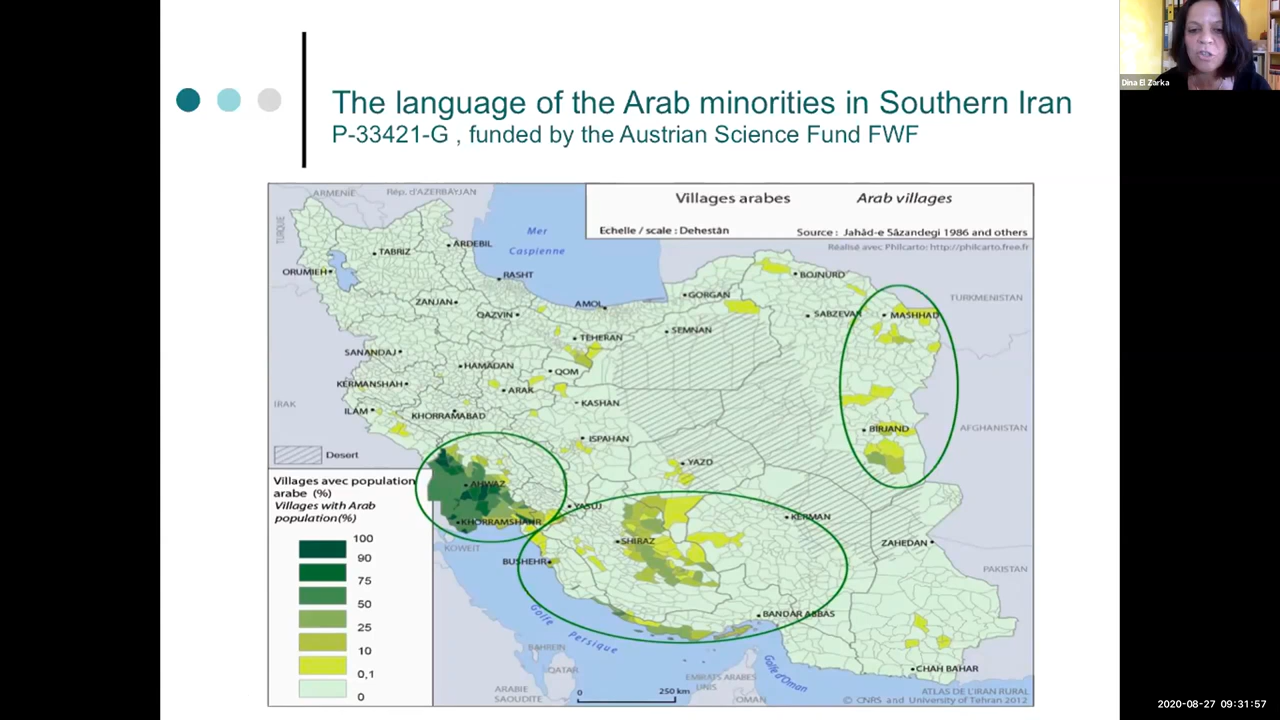 Dina El Zarka
The language of the Arab minorities in Southern Iran
P-33421-G , funded by the Austrian Science Fund FWF
Villages arabes
Arab villages
Echelle / scale : Dehestân
Source : Jahâd-e Sâzandegi 1986 and others
Réalisé avec Philcarto: http://philcarto.free.fr
ARMENIE
Rép. d'AZERBAYJAN
TURQUIE
Mer
Caspienne
TABRIZ
ARDEBIL
ORUMIEH
RASHT
BOJNURD
ZANJAN
AMOL
GORGAN
TURKMENISTAN
QAZVIN
SABZEVAR
MASHHAD
TEHERAN
SEMNAN
SANANDAJ
HAMADAN
QOM
KERMANSHAH
ARAK
IRAK
ILAM
KHORRAMABAD
KASHAN
BIRJAND
AFGHANISTAN
ISPAHAN
Desert
YAZD
Villages avec population
arabe (%)
Villages with Arab
population(%)
AHWAZ
YASUJ
KHORRAMSHAHR
KERMAN
100
90
75
50
25
10
0,1
0
KOWEIT
SHIRAZ
ZAHEDAN
BUSHEHR
PAKISTAN
Golfe Persique
BANDAR ABBAS
BAHREIN
QATAR
EMIRATS ARABES
UNIS
Golfe d'Oman
CHAH BAHAR
ARABIE
SAOUDITE
0
250 km
OMAN
ATLAS DE L'IRAN RURAL
© CNRS and University of Tehran 2012
2020-08-27 09:31:57